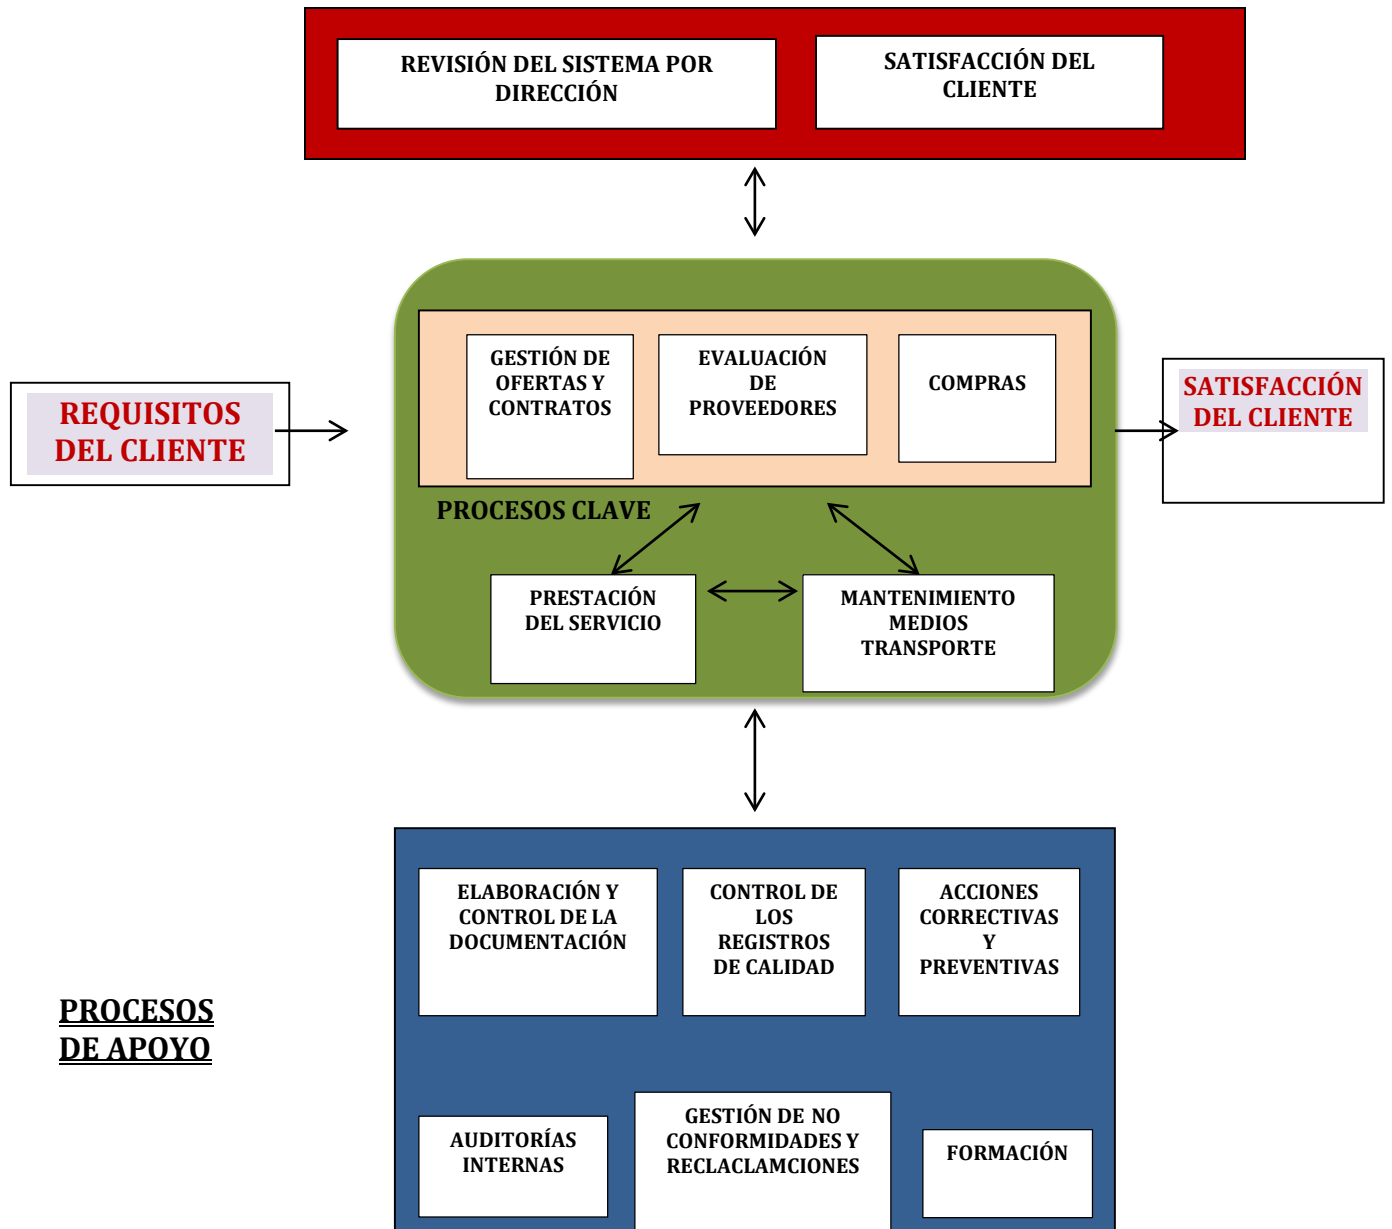 REVISIÓN DEL SISTEMA POR
DIRECCIÓN
SATISFACCIÓN DEL
CLIENTE
GESTIÓN DE
OFERTAS Y
CONTRATOS
EVALUACIÓN
DE
PROVEEDORES
COMPRAS
REQUISITOS
DEL CLIENTE
SATISFACCIÓN
DEL CLIENTE
PROCESOS CLAVE
PRESTACIÓN
DEL SERVICIO
MANTENIMIENTO
MEDIOS
TRANSPORTE
ELABORACIÓN Y
CONTROL DE LA
DOCUMENTACIÓN
CONTROL DE
LOS
REGISTROS
DE CALIDAD
ACCIONES
CORRECTIVAS
Y
PREVENTIVAS
PROCESOS
DE APOYO
AUDITORÍAS
INTERNAS
GESTIÓN DE NO
CONFORMIDADES Y
RECLACLAMCIONES
FORMACIÓN